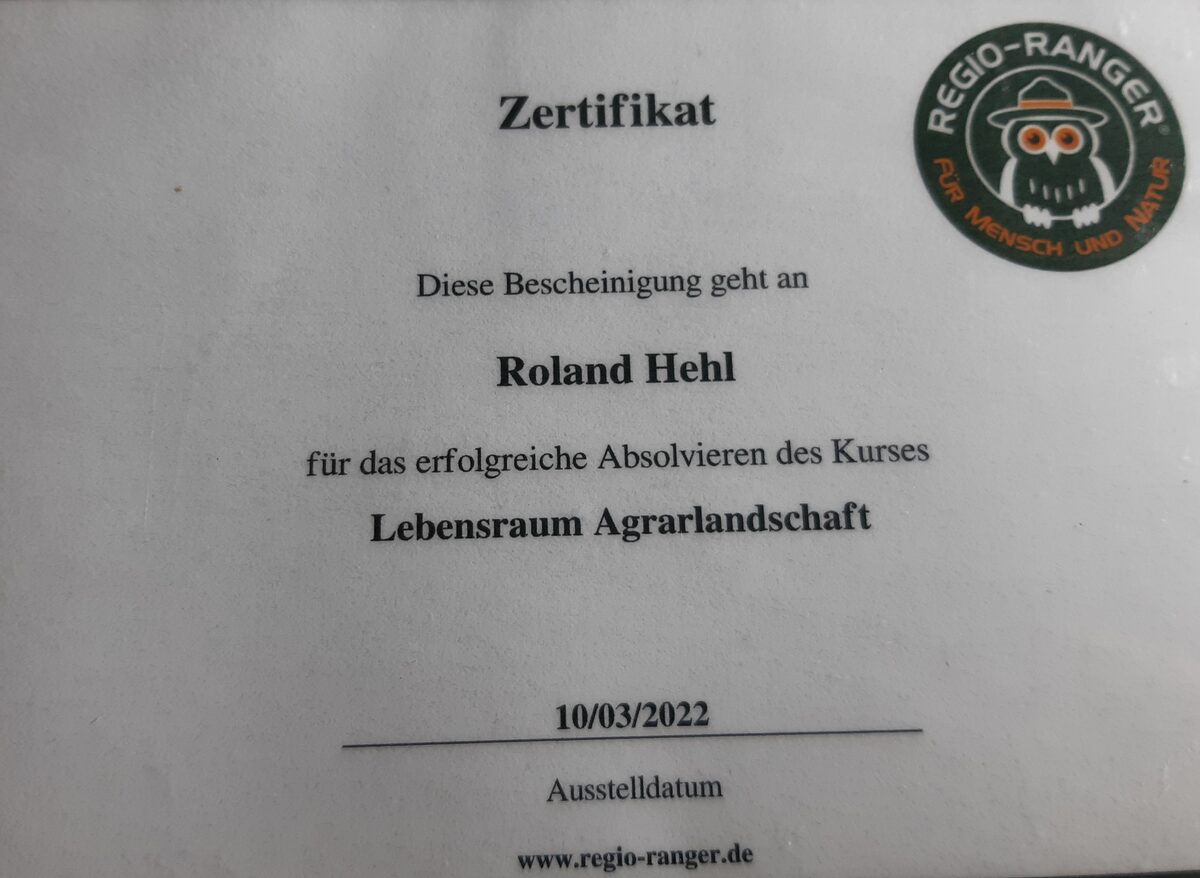 REGIO-RANGER®
FÜR MENSCH UND NATUR
Zertifikat
Diese Bescheinigung geht an
Roland Hehl
für das erfolgreiche Absolvieren des Kurses
Lebensraum Agrarlandschaft
10/03/2022
Ausstelldatum
www.regio-ranger.de